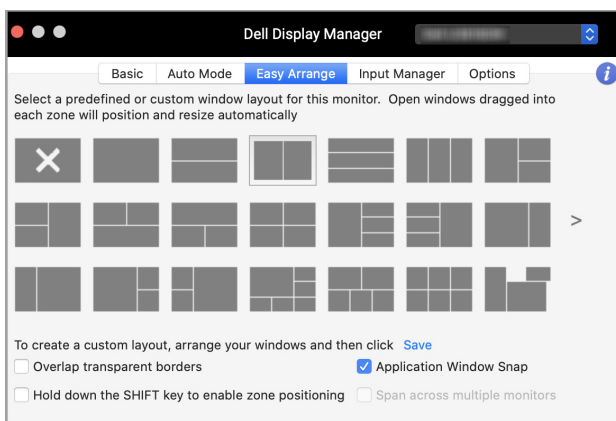 Dell Display Manager
Basic Auto Mode Easy Arrange Input Manager Options
Select a predefined or custom window layout for this monitor. Open windows dragged into
each zone will position and resize automatically
>
To create a custom layout, arrange your windows and then click Save
Overlap transparent borders Application Window Snap
Hold down the SHIFT key to enable zone positioning Span across multiple monitors